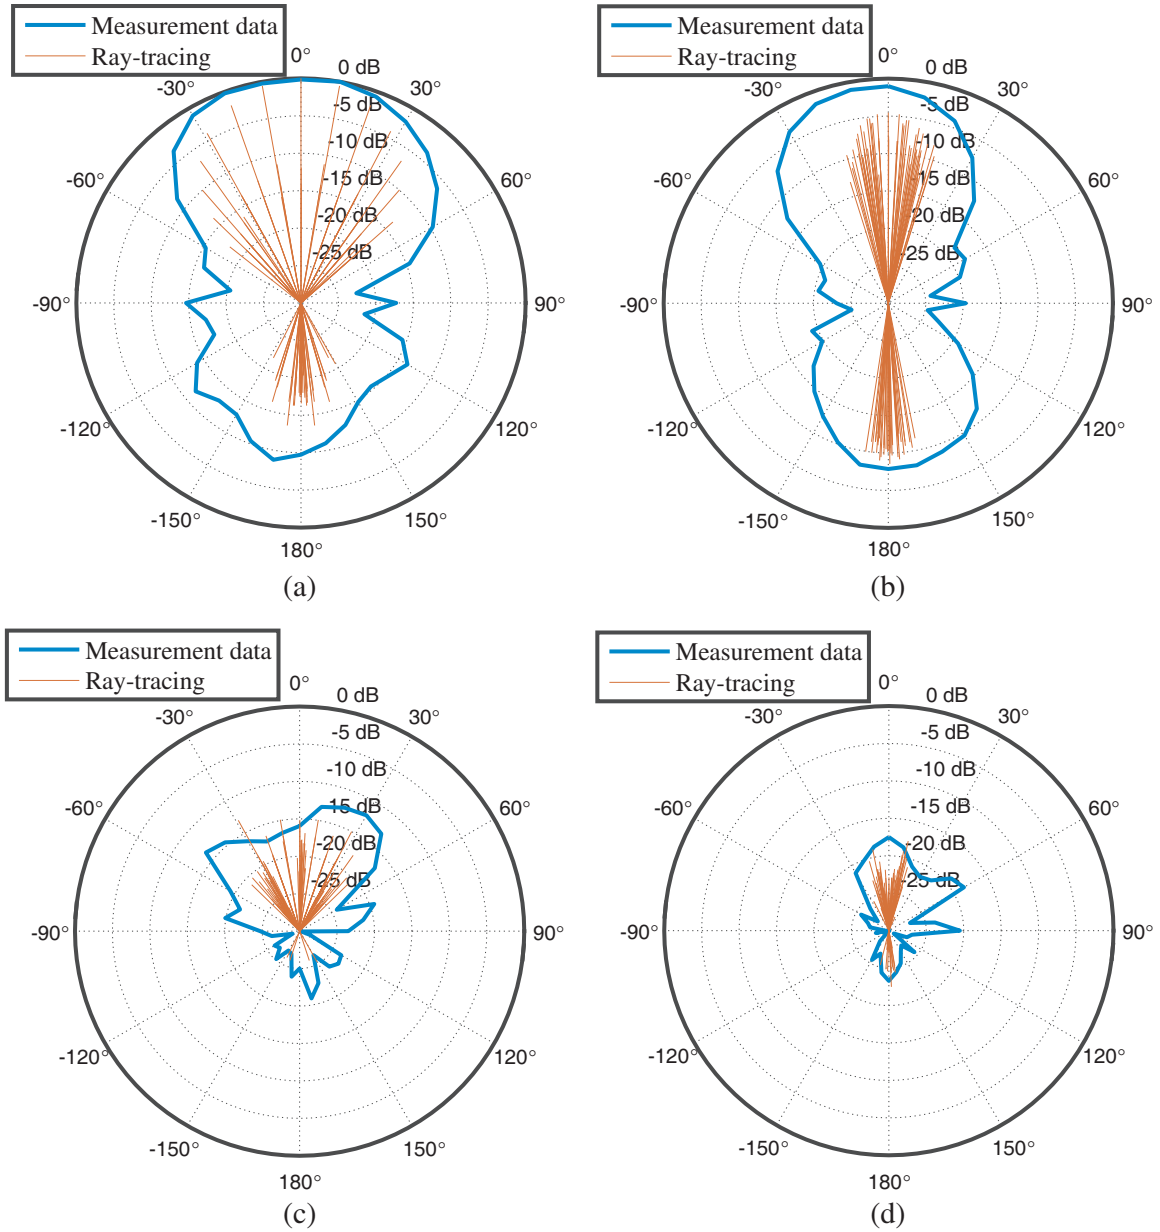 Measurement data
Ray-tracing
0°
0 dB
-30°
30°
-5 dB
-10 dB
-60°
60°
-15 dB
-20 dB
-25 dB
-90°
90°
-120°
120°
-150°
150°
180°
(a)
Measurement data
Ray-tracing
0°
0 dB
-30°
30°
-5 dB
-10 dB
-60°
60°
-15 dB
-20 dB
-25 dB
-90°
90°
-120°
120°
-150°
150°
180°
(b)
Measurement data
Ray-tracing
0°
0 dB
-30°
30°
-5 dB
-10 dB
-60°
60°
15 dB
-20 dB
-25 dB
-90°
90°
-120°
120°
-150°
150°
180°
(c)
Measurement data
Ray-tracing
0°
0 dB
-30°
30°
-5 dB
-10 dB
-60°
60°
-15 dB
-20 dB
-25 dB
-90°
90°
-120°
120°
-150°
150°
180°
(d)